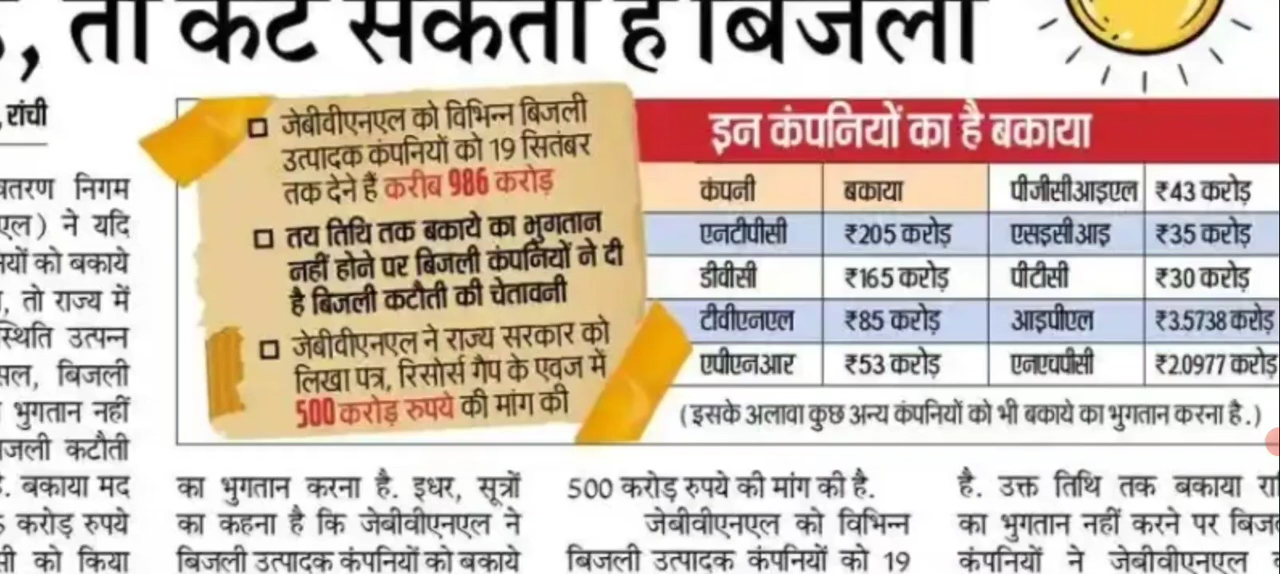 तो कट सकती है बिजली
रांची
जेबीवीएनएल को विभिन्न बिजली
उत्पादक कंपनियों को 19 सितंबर
तक देने हैं करीब 986 करोड़
तय तिथि तक बकाये का भुगतान
नहीं होने पर बिजली कंपनियों ने दी
है बिजली कटौती की चेतावनी
जेबीवीएनएल ने राज्य सरकार को
लिखा पत्र, रिसोर्स गैप के एवज में
500 करोड़ रुपये की मांग की
इन कंपनियों का है बकाया
कंपनी बकाया पीजीसीआइएल ₹43 करोड़
एनटीपीसी ₹205 करोड़ एसइसीआइ ₹35 करोड़
डीवीसी ₹165 करोड़ पीटीसी ₹30 करोड़
टीवीएनएल ₹85 करोड़ आइपीएल ₹3.5738 करोड़
एपीएनआर ₹53 करोड़ एनएचपीसी ₹2.0977 करोड़
(इसके अलावा कुछ अन्य कंपनियों को भी बकाये का भुगतान करना है.)
निगम
) ने यदि
को बकाये
, तो राज्य में
उत्पन्न
बिजली
भुगतान नहीं
कटौती
. बकाया मद
करोड़ रुपये
को किया
का भुगतान करना है. इधर, सूत्रों
का कहना है कि जेबीवीएनएल ने
बिजली उत्पादक कंपनियों को बकाये
500 करोड़ रुपये की मांग की है.
जेबीवीएनएल को विभिन्न
बिजली उत्पादक कंपनियों को 19
है. उक्त तिथि तक बकाया
का भुगतान नहीं करने पर
कंपनियों ने जेबीवीएनएल